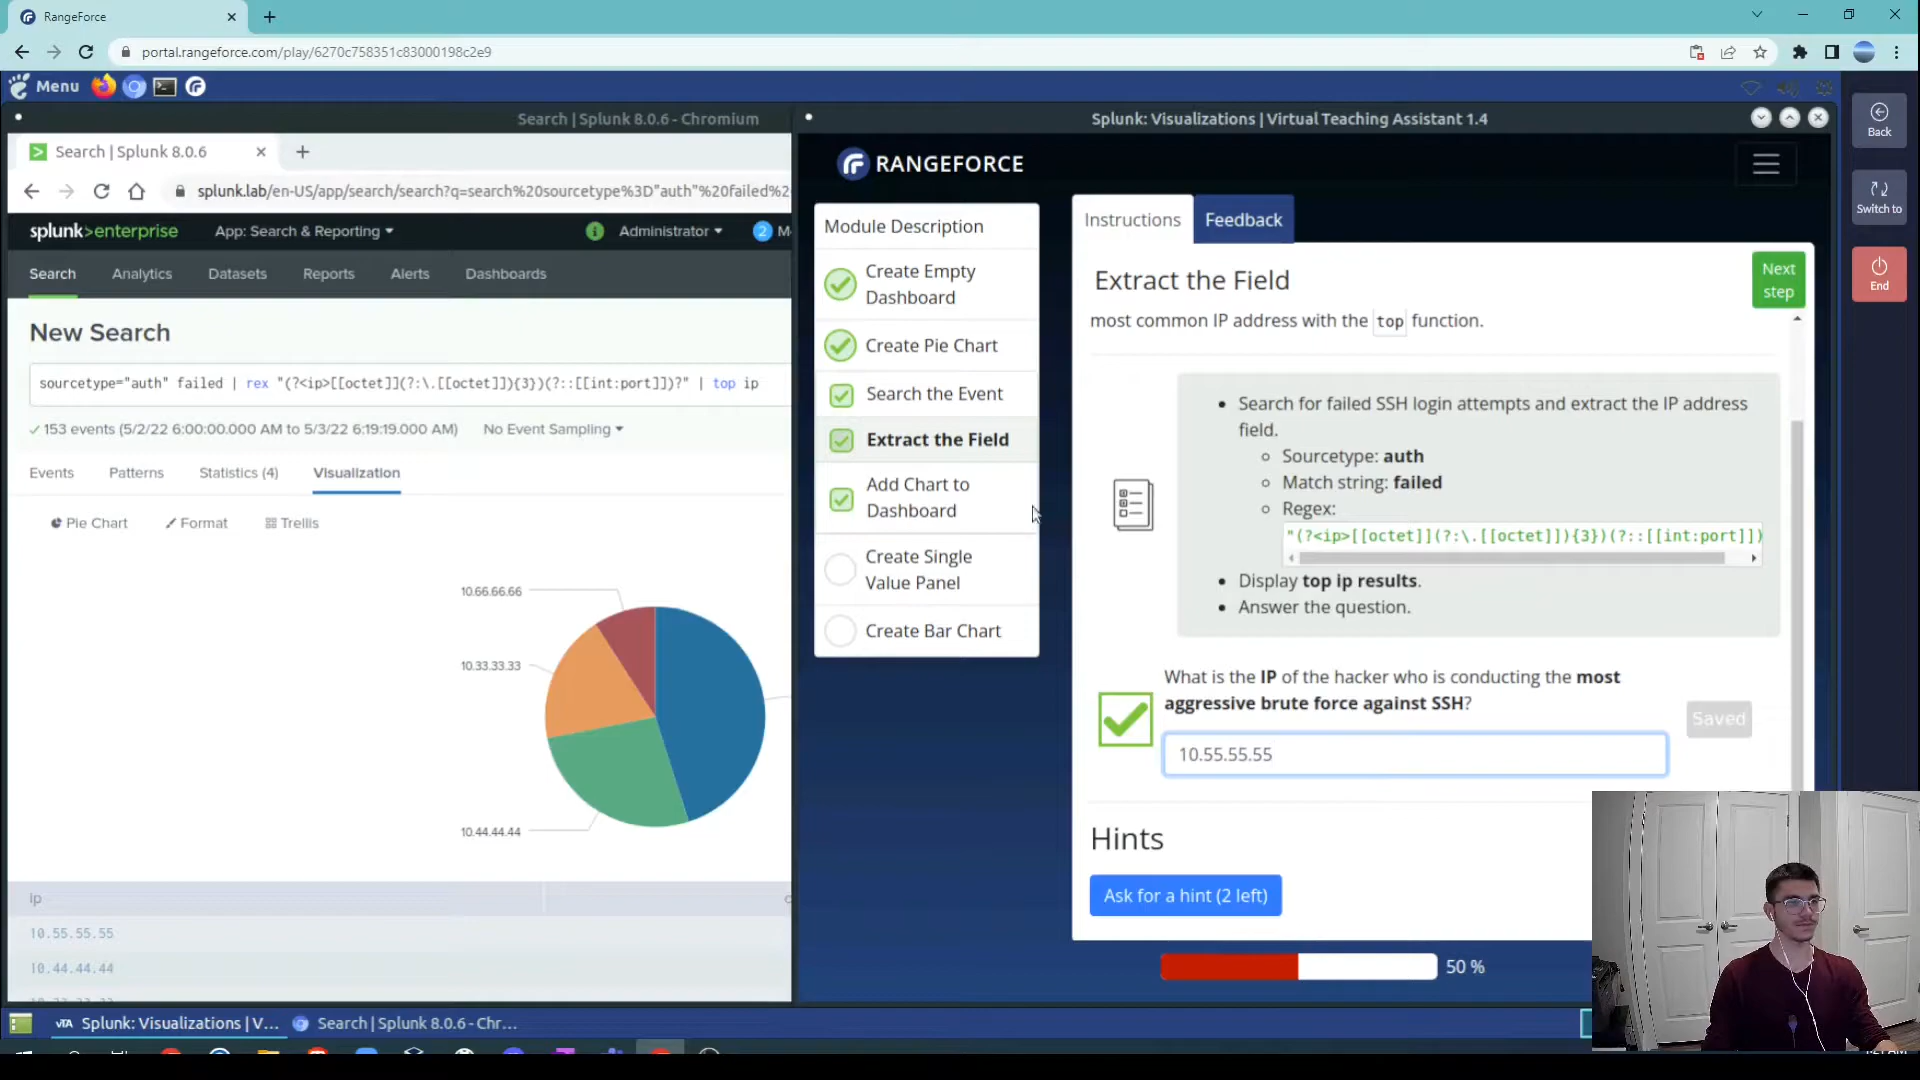 RangeForce
portal.rangeforce.com/play/6270c758351c83000198c2e9
Menu
Search | Splunk 8.0.6 - Chromium
Splunk: Visualizations | Virtual Teaching Assistant 1.4
Back
Switch to
End
Search | Splunk 8.0.6
splunk.lab/en-US/app/search/search?q=search%20sourcetype%3D"auth"%20failed%2
splunk>enterprise
App: Search & Reporting
Administrator
2
Search
Analytics
Datasets
Reports
Alerts
Dashboards
New Search
sourcetype="auth" failed | rex "(?<ip>[[octet]](?:\.[[octet]]){3})(?::[[int:port]])?" | top ip
153 events (5/2/22 6:00:00.000 AM to 5/3/22 6:19:19.000 AM)
No Event Sampling
Events
Patterns
Statistics (4)
Visualization
Pie Chart
Format
Trellis
10.66.66.66
10.33.33.33
10.44.44.44
ip
10.55.55.55
10.44.44.44
RANGEFORCE
Module Description
Create Empty
Dashboard
Create Pie Chart
Search the Event
Extract the Field
Add Chart to
Dashboard
Create Single
Value Panel
Create Bar Chart
Instructions
Feedback
Extract the Field
Next
step
most common IP address with the top function.
Search for failed SSH login attempts and extract the IP address
field.
Sourcetype: auth
Match string: failed
Regex:
"(?<ip>[[octet]](?:\.[[octet]]){3})(?::[[int:port]])
Display top ip results.
Answer the question.
What is the IP of the hacker who is conducting the most
aggressive brute force against SSH?
Saved
10.55.55.55
Hints
Ask for a hint (2 left)
50 %
vTA Splunk: Visualizations | V...
Search | Splunk 8.0.6 - Chr...